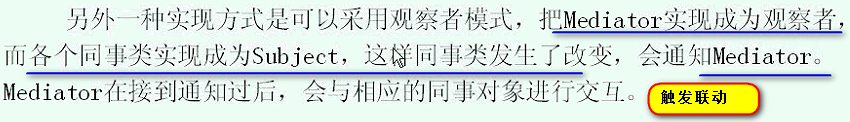 另外一种实现方式是可以采用观察者模式，把Mediator实现成为观察者，
而各个同事类实现成为Subject，这样同事类发生了改变，会通知Mediator。
Mediator在接到通知过后，会与相应的同事对象进行交互。
触发联动